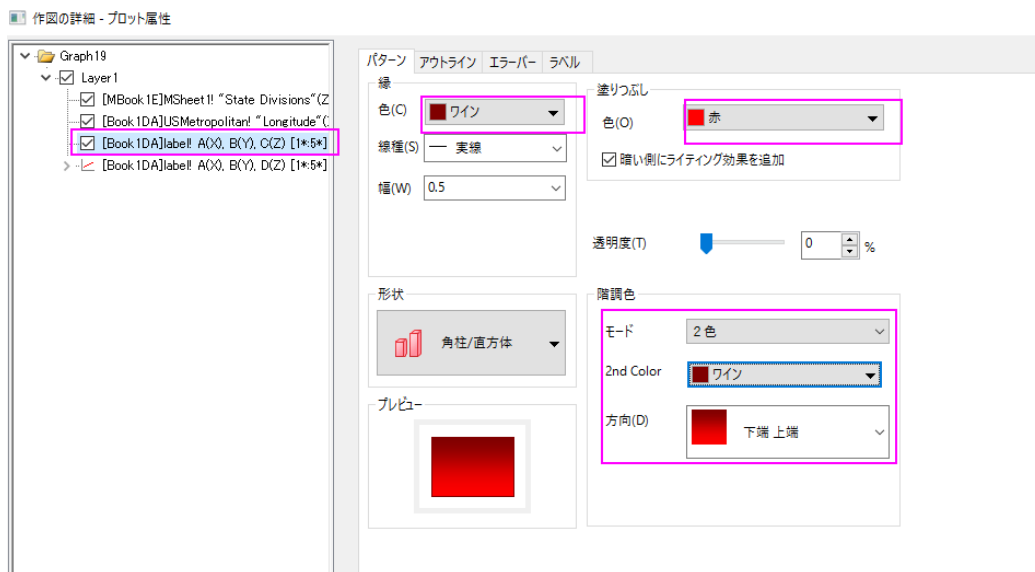 作図の詳細 - プロット属性
Graph19
Layer1
[MBook1E]MSheet1! "State Divisions"(Z
[Book1DA]USMetropolitan! "Longitude"(
[Book1DA]label! A(X), B(Y), C(Z) [1*:5*]
[Book1DA]label! A(X), B(Y), D(Z) [1*:5*]
パターン アウトライン エラーバー ラベル
縁
色(C) ワイン
線種(S) 実線
幅(W) 0.5
塗りつぶし
色(O) 赤
暗い側にライティング効果を追加
透明度(T) 0 %
形状
角柱/直方体
プレビュー
階調色
モード 2色
2nd Color ワイン
方向(D) 下端 上端